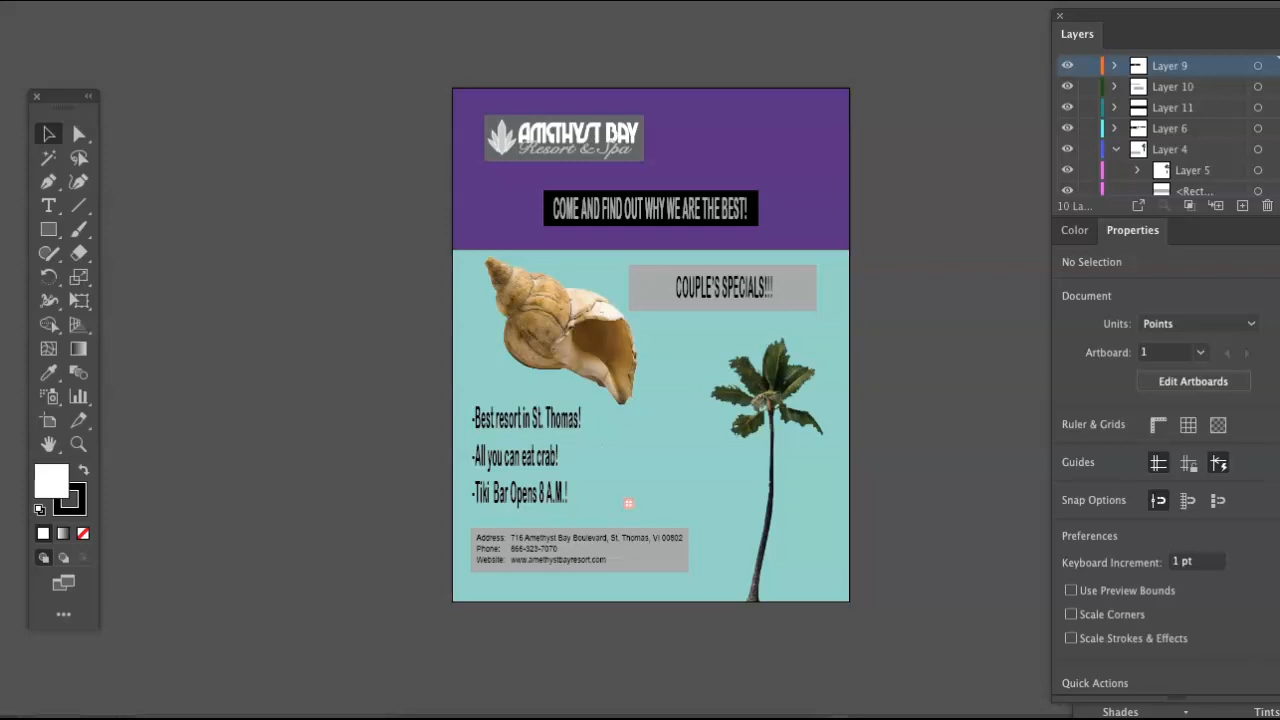 Layers
Layer 9
Layer 10
Layer 11
Layer 6
Layer 4
Layer 5
<Rect...
10 La...
Color Properties
No Selection
Document
Units: Points
Artboard: 1
Edit Artboards
Ruler & Grids
Guides
Snap Options
Preferences
Keyboard Increment: 1 pt
Use Preview Bounds
Scale Corners
Scale Strokes & Effects
Quick Actions
Shades Tints
AMETHYST BAY
Resort & Spa
COME AND FIND OUT WHY WE ARE THE BEST!
COUPLE'S SPECIALS!!!
-Best resort in St. Thomas!
-All you can eat crab!
-Tiki Bar Opens 8 A.M.!
Address: 716 Amethyst Bay Boulevard, St. Thomas, VI 00802
Phone: 866-323-7070
Website: www.amethystbayresort.com